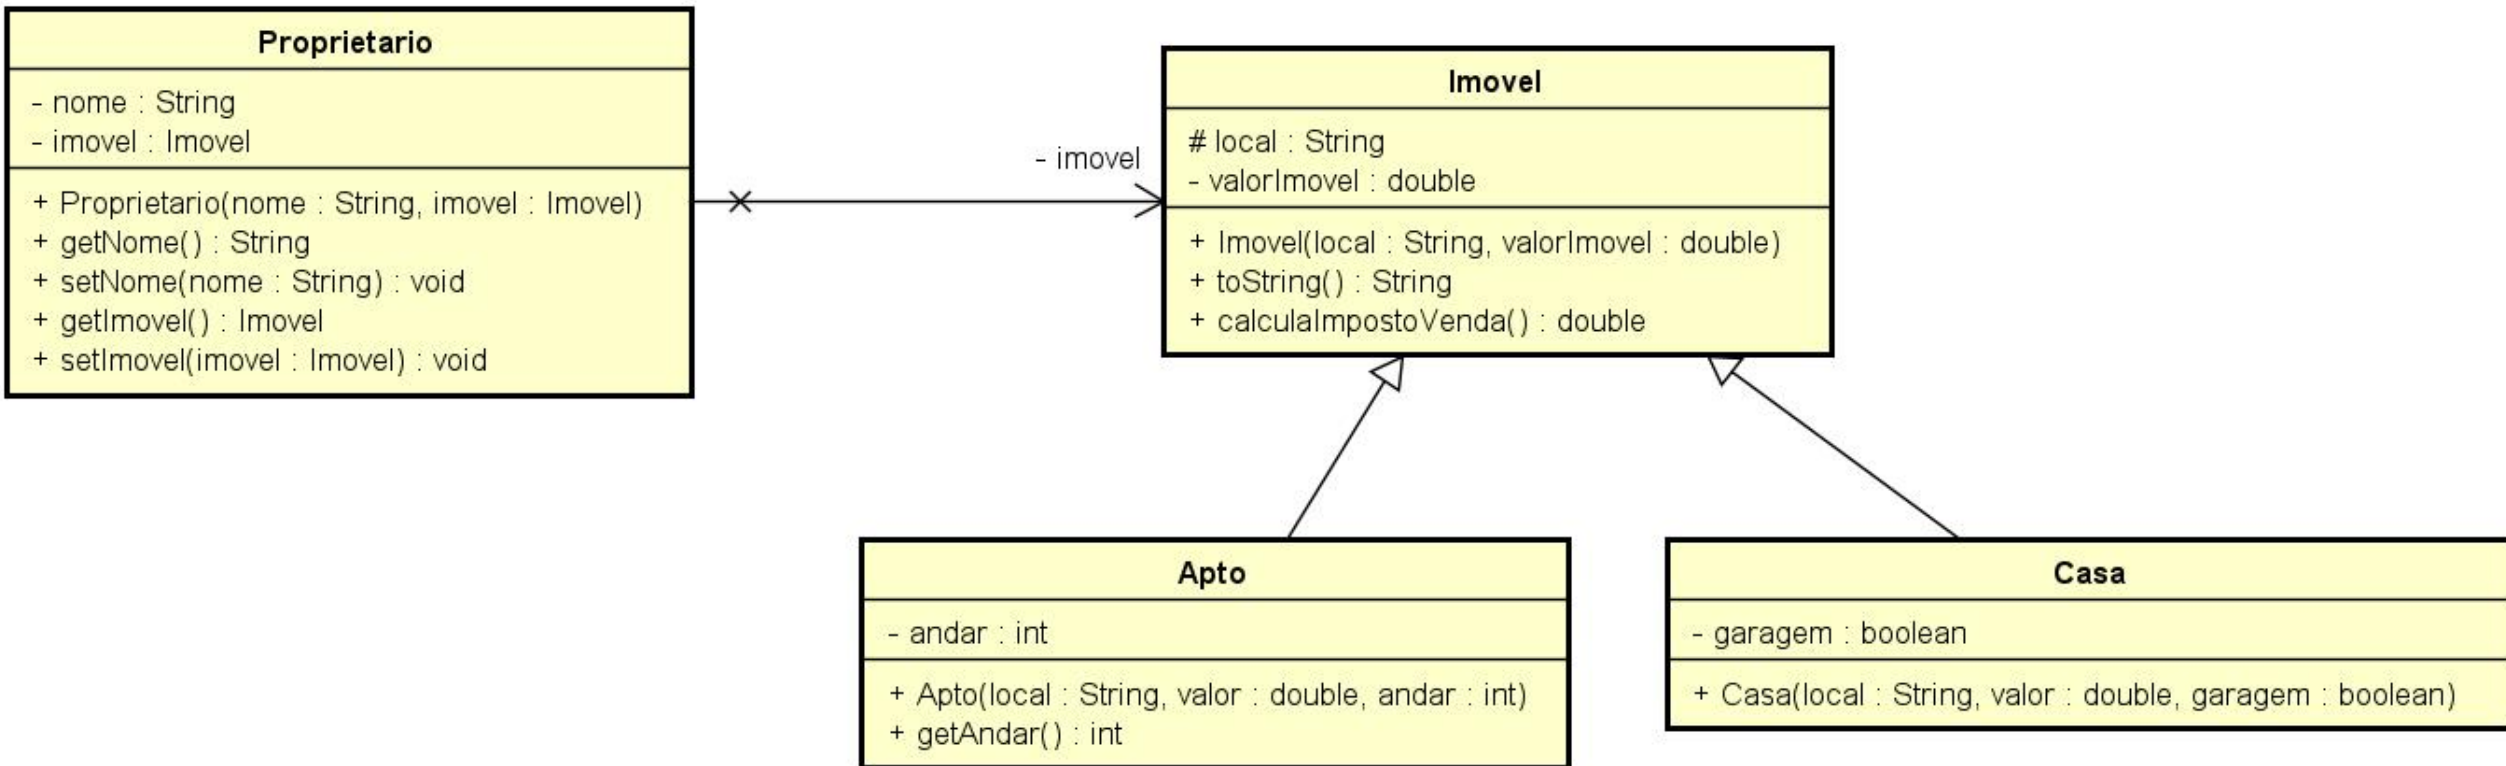 Proprietario
- nome : String
- imovel : Imovel
+ Proprietario(nome : String, imovel : Imovel)
+ getNome() : String
+ setNome(nome : String) : void
+ getImovel() : Imovel
+ setImovel(imovel : Imovel) : void
- imovel
Imovel
# local : String
- valorImovel : double
+ Imovel(local : String, valorImovel : double)
+ toString() : String
+ calculaImpostoVenda() : double
Apto
- andar : int
+ Apto(local : String, valor : double, andar : int)
+ getAndar() : int
Casa
- garagem : boolean
+ Casa(local : String, valor : double, garagem : boolean)